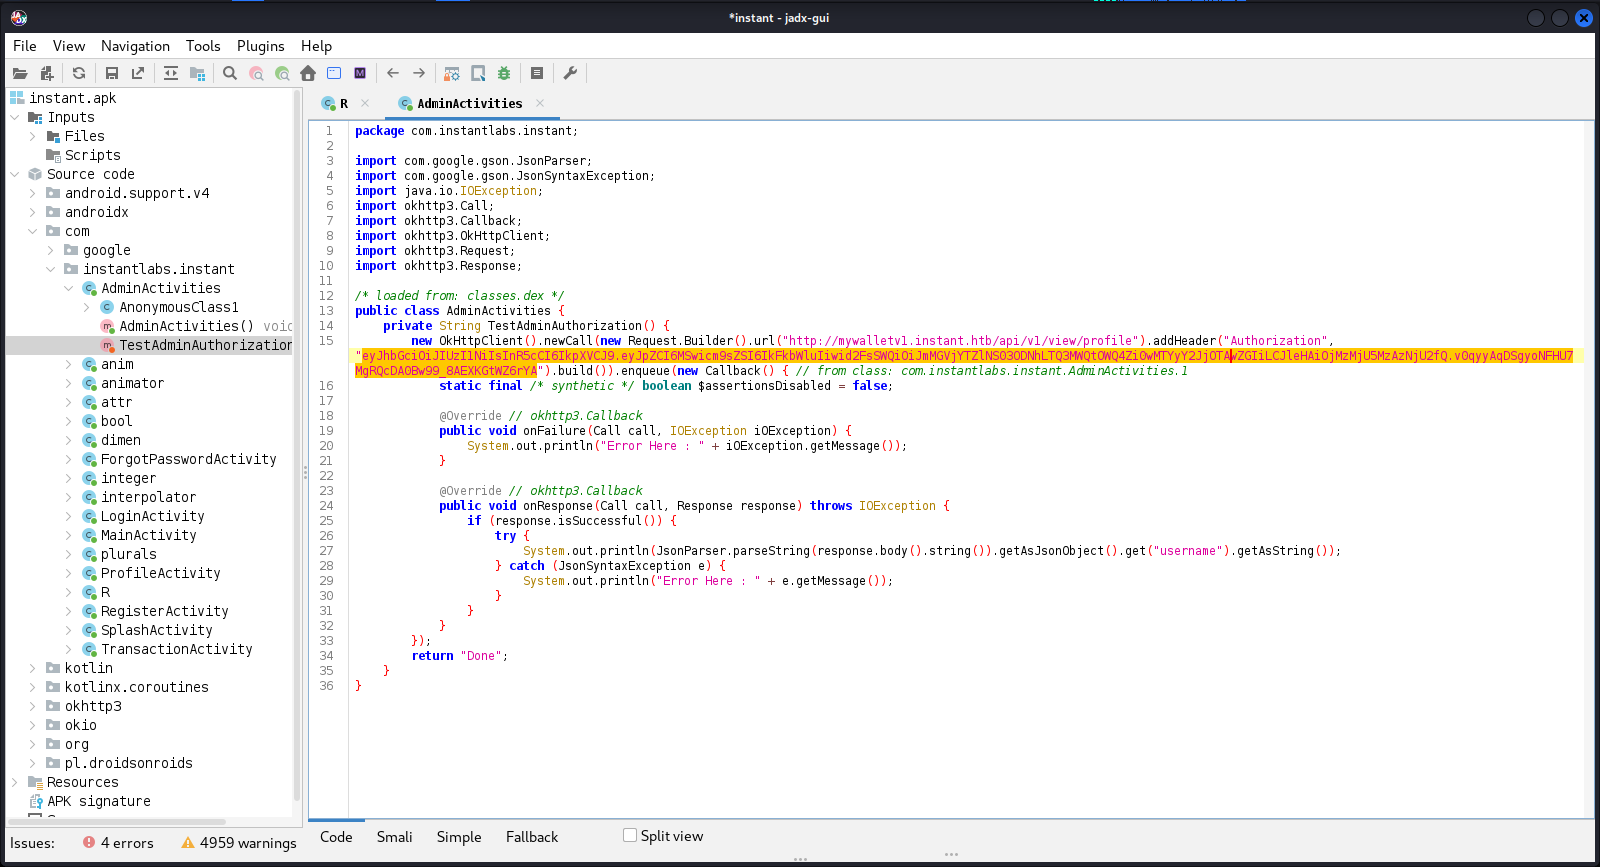 *instant - jadx-gui
File View Navigation Tools Plugins Help
instant.apk
Inputs
Files
Scripts
Source code
android.support.v4
androidx
com
google
instantlabs.instant
AdminActivities
AnonymousClass1
AdminActivities() void
TestAdminAuthorization
anim
animator
attr
bool
dimen
ForgotPasswordActivity
integer
interpolator
LoginActivity
MainActivity
plurals
ProfileActivity
R
RegisterActivity
SplashActivity
TransactionActivity
kotlin
kotlinx.coroutines
okhttp3
okio
org
pl.droidsonroids
Resources
APK signature
Issues: 4 errors 4959 warnings
R AdminActivities
1 package com.instantlabs.instant;
2
3 import com.google.gson.JsonParser;
4 import com.google.gson.JsonSyntaxException;
5 import java.io.IOException;
6 import okhttp3.Call;
7 import okhttp3.Callback;
8 import okhttp3.OkHttpClient;
9 import okhttp3.Request;
10 import okhttp3.Response;
11
12 /* loaded from: classes.dex */
13 public class AdminActivities {
14 private String TestAdminAuthorization() {
15 new OkHttpClient().newCall(new Request.Builder().url("http://mywalletv1.instant.htb/api/v1/view/profile").addHeader("Authorization",
"eyJhbGciOiJIUzI1NiIsInR5cCI6IkpXVCJ9.eyJpZCI6MSwicm9sZSI6IkFkbWluIiwid2FsSWQiOiJmMGVjYTZlNS03ODNhLTQ3MWQtOWQ4Zi0wMTYyY2JjOTAwZGIiLCJleHAiOjMzMjU5MzAzNjU2fQ.v0qyyAqDSgyoNFHU7
MgRQcDA0Bw99_8AEXKGtWZ6rYA").build()).enqueue(new Callback() { // from class: com.instantlabs.instant.AdminActivities.1
16 static final /* synthetic */ boolean $assertionsDisabled = false;
17
18 @Override // okhttp3.Callback
19 public void onFailure(Call call, IOException iOException) {
20 System.out.println("Error Here : " + iOException.getMessage());
21 }
22
23 @Override // okhttp3.Callback
24 public void onResponse(Call call, Response response) throws IOException {
25 if (response.isSuccessful()) {
26 try {
27 System.out.println(JsonParser.parseString(response.body().string()).getAsJsonObject().get("username").getAsString());
28 } catch (JsonSyntaxException e) {
29 System.out.println("Error Here : " + e.getMessage());
30 }
31 }
32 }
33 });
34 return "Done";
35 }
36 }
Code Smali Simple Fallback Split view